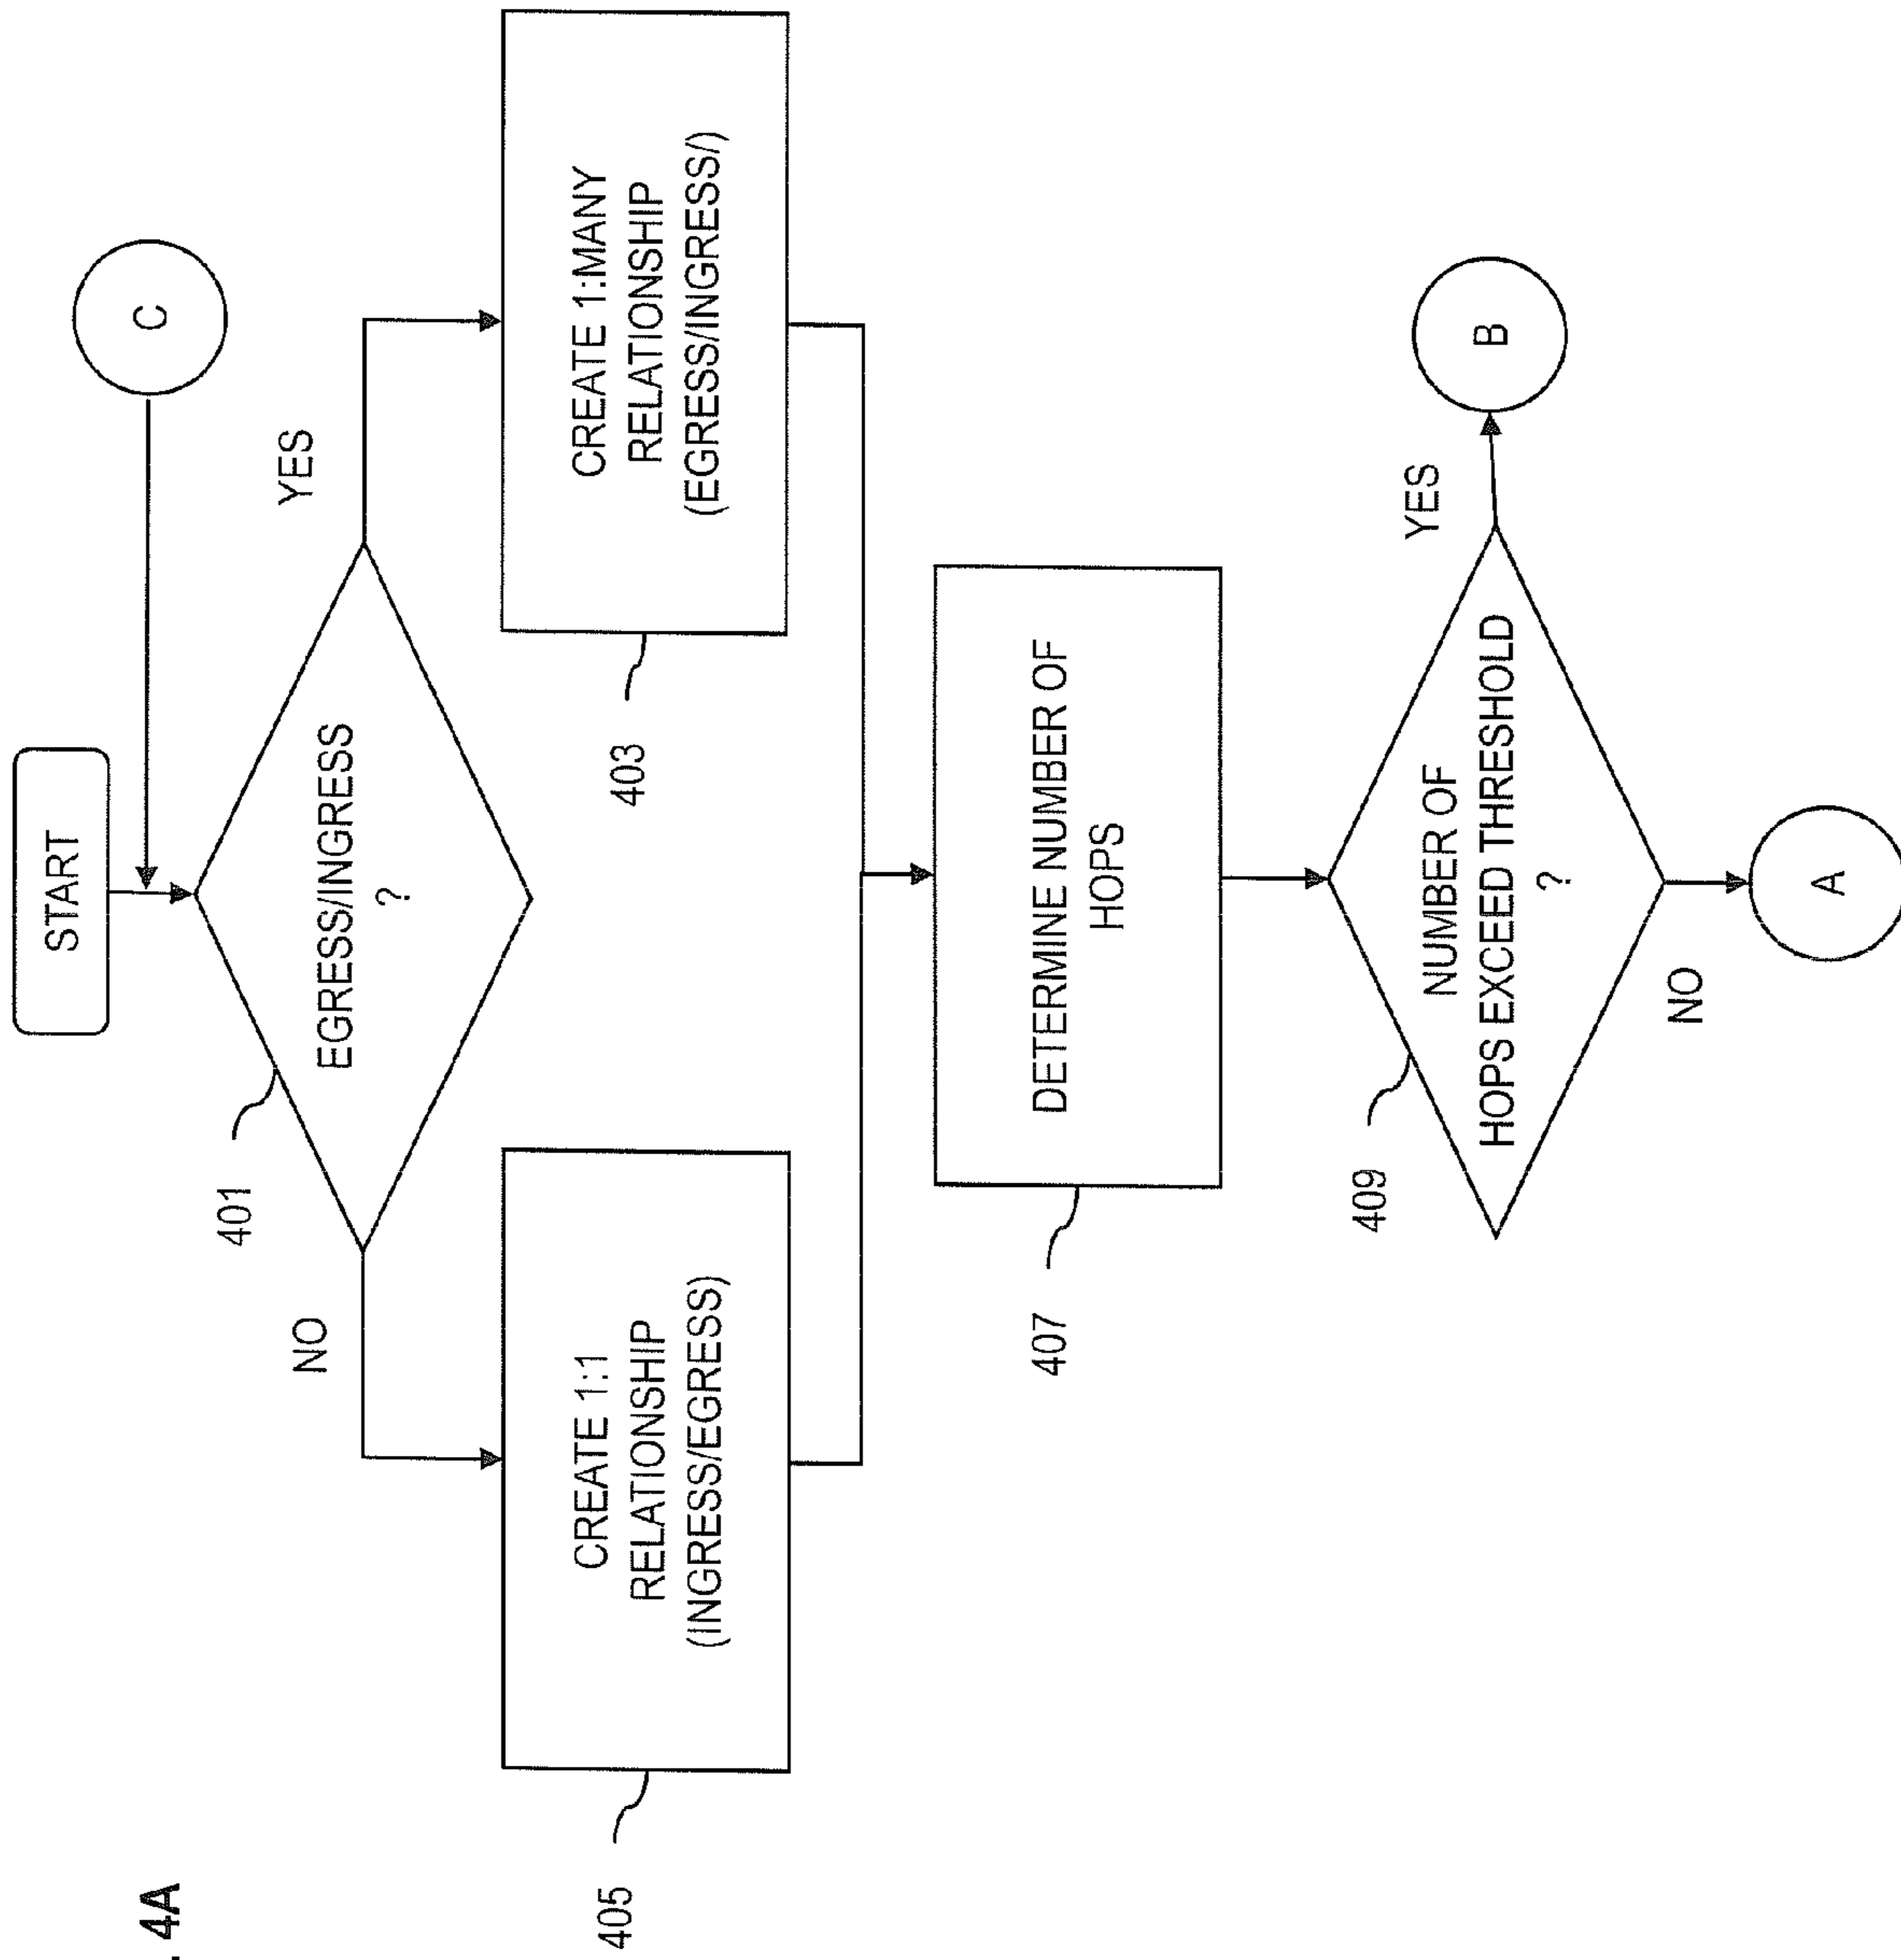 . 4A
START
C
401
EGRESS/INGRESS
?
NO
YES
405
CREATE 1:1
RELATIONSHIP
(INGRESS/EGRESS)
403
CREATE 1:MANY
RELATIONSHIP
(EGRESS/INGRESS/)
407
DETERMINE NUMBER OF
HOPS
409
NUMBER OF
HOPS EXCEED THRESHOLD
?
YES
B
NO
A